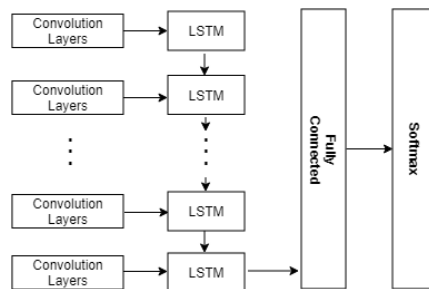 Convolution
Layers
LSTM
Convolution
Layers
LSTM
Convolution
Layers
LSTM
Convolution
Layers
LSTM
Fully
Connected
Softmax